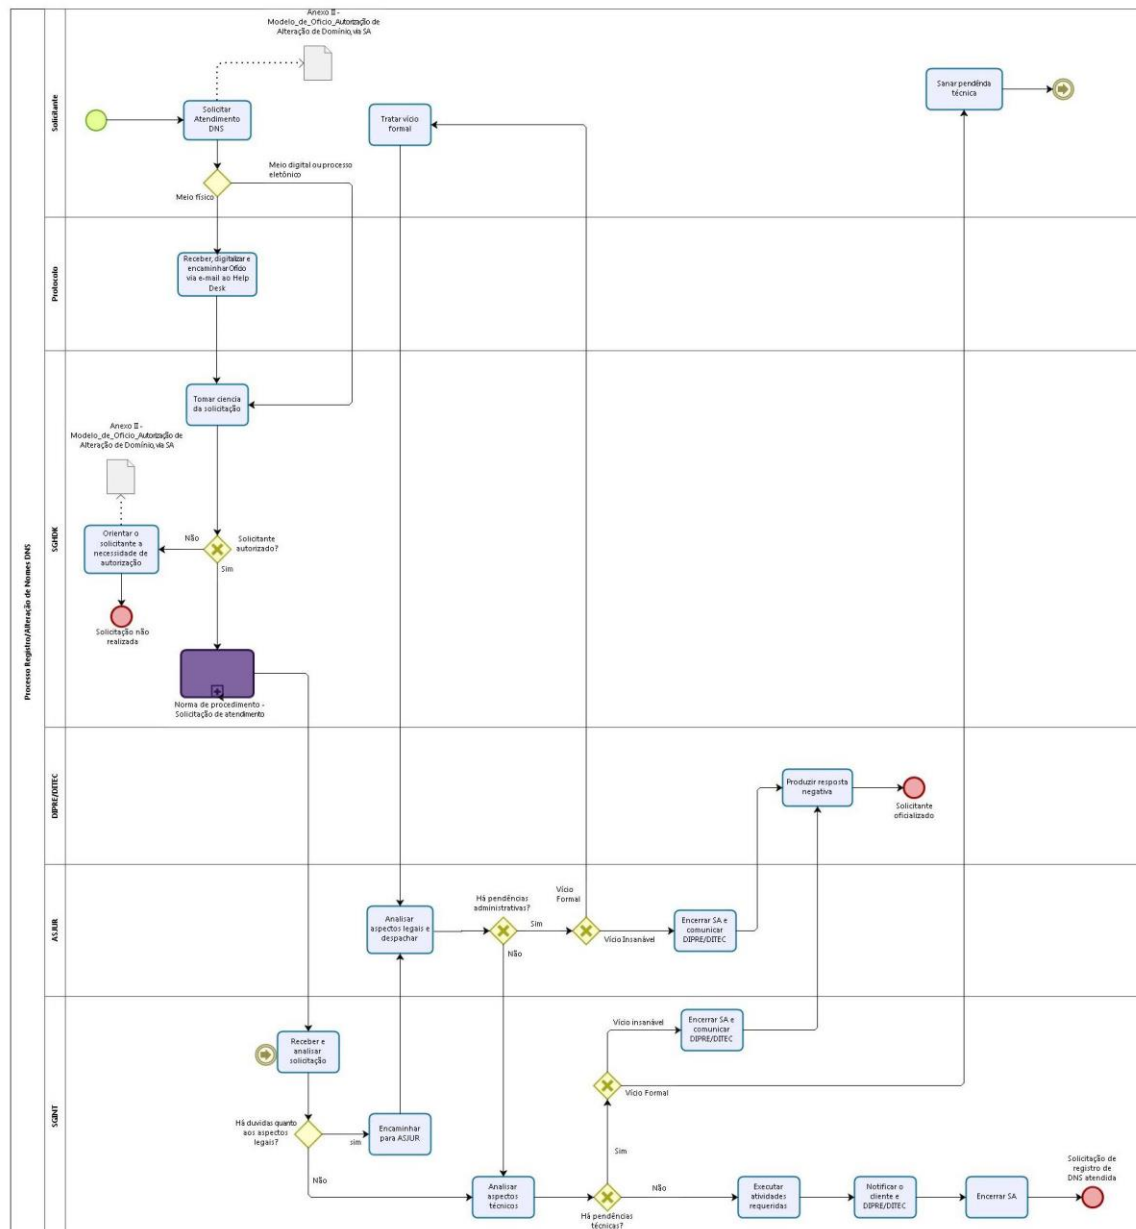 Processo Registro/Alteração de Nomes DNS
Solicitante
Anexo II -
Modelo_de_Oficio_Autorização de
Alteração de Domínio,via SA
Solicitar
Atendimento
DNS
Meio digital ou processo
eletônico
Meio físico
Tratar vício
formal
Sanar pendência
técnica
Protocolo
Receber, digitalizar e
encaminhar Ofício
via e-mail ao Help
Desk
SGHDK
Tomar ciencia
da solicitação
Anexo II -
Modelo_de_Oficio_Autorização de
Alteração de Domínio,via SA
Orientar o
solicitante a
necessidade de
autorização
Não
Solicitante
autorizado?
Sim
Solicitação não
realizada
Norma de procedimento -
Solicitação de atendimento
DIPRE/DITEC
Produzir resposta
negativa
Solicitante
oficializado
ASJUR
Analisar
aspectos legais e
despachar
Há pendências
administrativas?
Sim
Não
Vício
Formal
Vício Insanável
Encerrar SA e
comunicar
DIPRE/DITEC
SGINT
Receber e
analisar
solicitação
Há duvidas quanto
aos aspectos
legais?
sim
Não
Encaminhar
para ASJUR
Analisar
aspectos
técnicos
Há pendências
técnicas?
Sim
Não
Vício insanável
Vício Formal
Encerrar SA e
comunicar
DIPRE/DITEC
Executar
atividades
requeridas
Notificar o
cliente e
DIPRE/DITEC
Encerrar SA
Solicitação de
registro de
DNS atendida